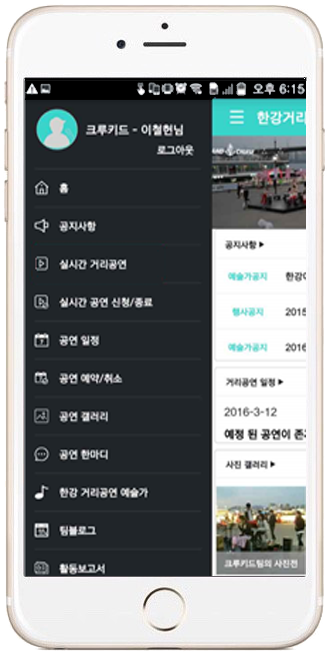 오후 6:15
크루키드 - 이철헌님
로그아웃
홈
공지사항
실시간 거리공연
실시간 공연 신청/종료
공연 일정
공연 예약/취소
공연 갤러리
공연 한마디
한강 거리공연 예술가
팀블로그
활동보고서
한강거리
공지사항
예술가공지 한강
행사공지 2015
예술가공지 2016
거리공연 일정
2016-3-12
예정 된 공연이 존
사진 갤러리
크루키드팀의 사진전